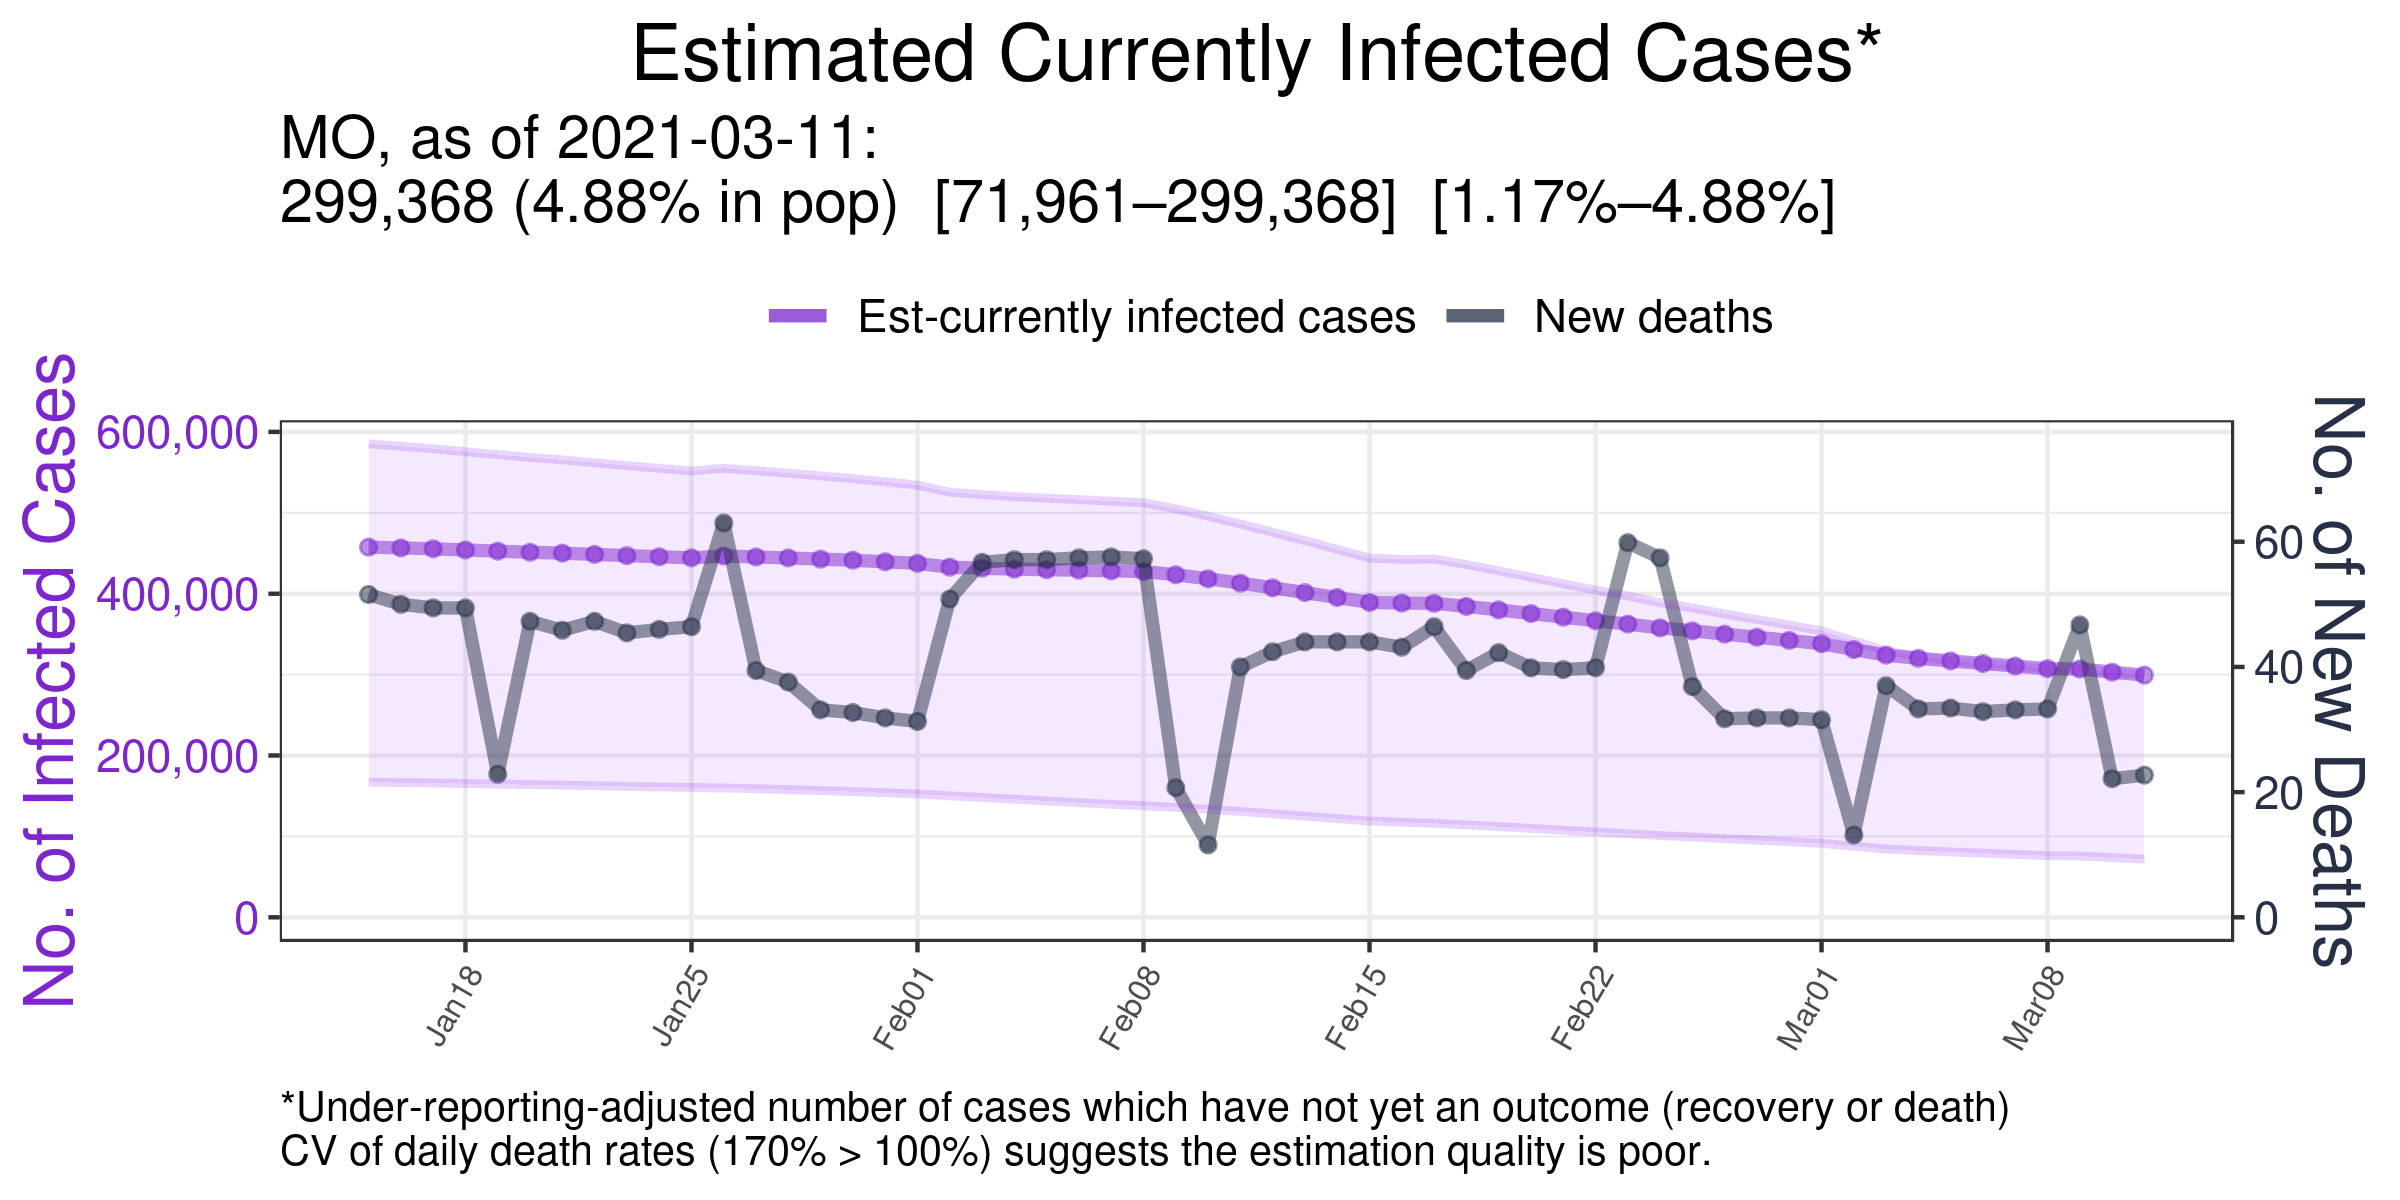 Estimated Currently Infected Cases*
MO, as of 2021-03-11:
299,368 (4.88% in pop)  [71,961–299,368]  [1.17%–4.88%]
Est-currently infected cases
New deaths
No. of Infected Cases
600,000
400,000
200,000
0
60
40
20
0
No. of New Deaths
Jan18
Jan25
Feb01
Feb08
Feb15
Feb22
Mar01
Mar08
*Under-reporting-adjusted number of cases which have not yet an outcome (recovery or death)
CV of daily death rates (170% > 100%) suggests the estimation quality is poor.